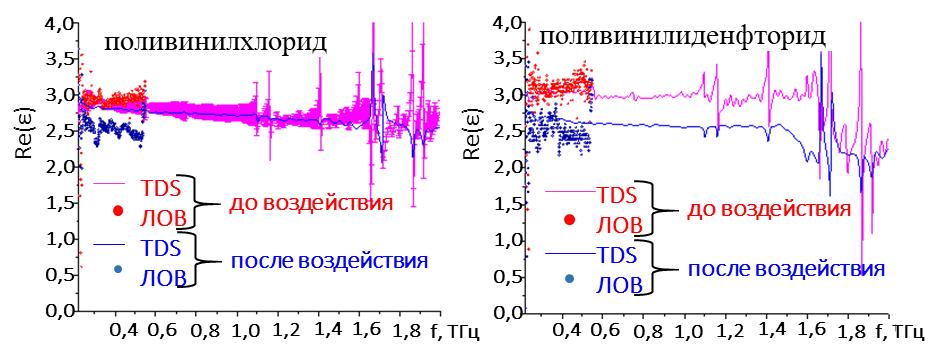 поливинилхлорид
4,0
3,5
3,0
2,5
2,0
1,5
1,0
0,5
0,0
Re(ε)
TDS
ЛОВ
до воздействия
TDS
ЛОВ
после воздействия
0,4 0,6 1,0 1,2 1,4 1,6 1,8 f, ТГц
поливинилиденфторид
4,0
3,5
3,0
2,5
2,0
1,5
1,0
0,5
0,0
Re(ε)
TDS
ЛОВ
до воздействия
TDS
ЛОВ
после воздействия
0,4 0,6 1,0 1,2 1,4 1,6 1,8 f, ТГц